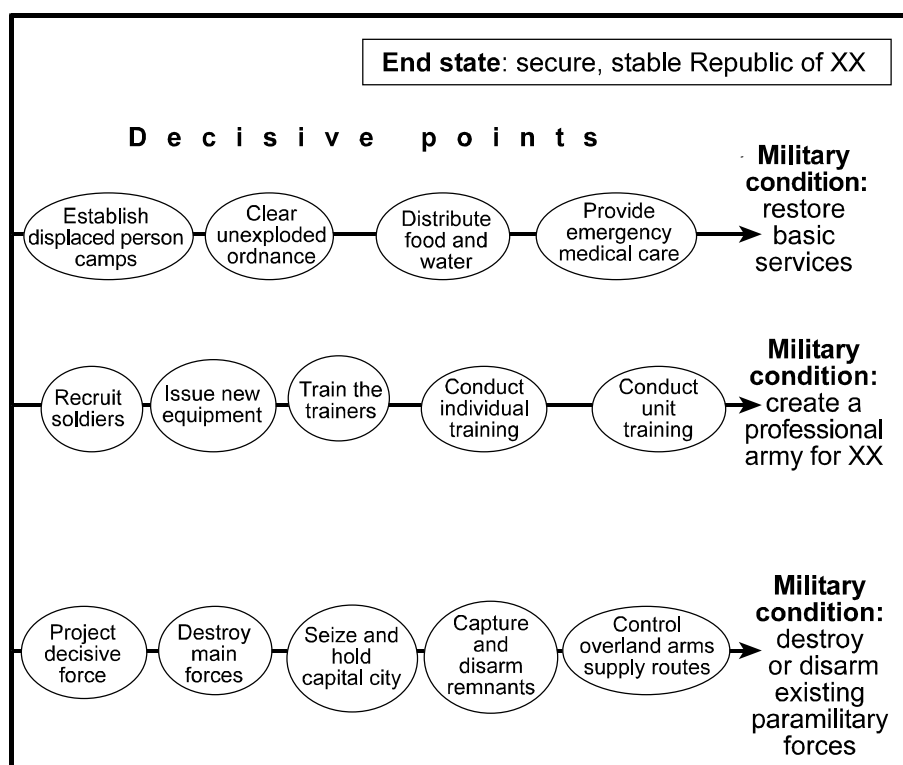 End state: secure, stable Republic of XX
Decisive points
Establish
displaced person
camps
Clear
unexploded
ordnance
Distribute
food and
water
Provide
emergency
medical care
Military
condition:
restore
basic
services
Recruit
soldiers
Issue new
equipment
Train the
trainers
Conduct
individual
training
Conduct
unit
training
Military
condition:
create a
professional
army for XX
Project
decisive
force
Destroy
main
forces
Seize and
hold
capital city
Capture
and
disarm
remnants
Control
overland arms
supply routes
Military
condition:
destroy
or disarm
existing
paramilitary
forces